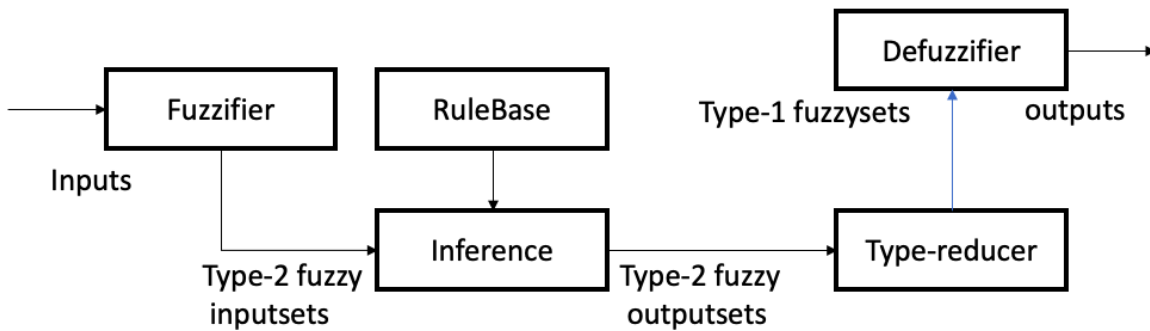 Defuzzifier
Fuzzifier
RuleBase
Type-1 fuzzysets
outputs
Inputs
Inference
Type-reducer
Type-2 fuzzy
inputsets
Type-2 fuzzy
outputsets